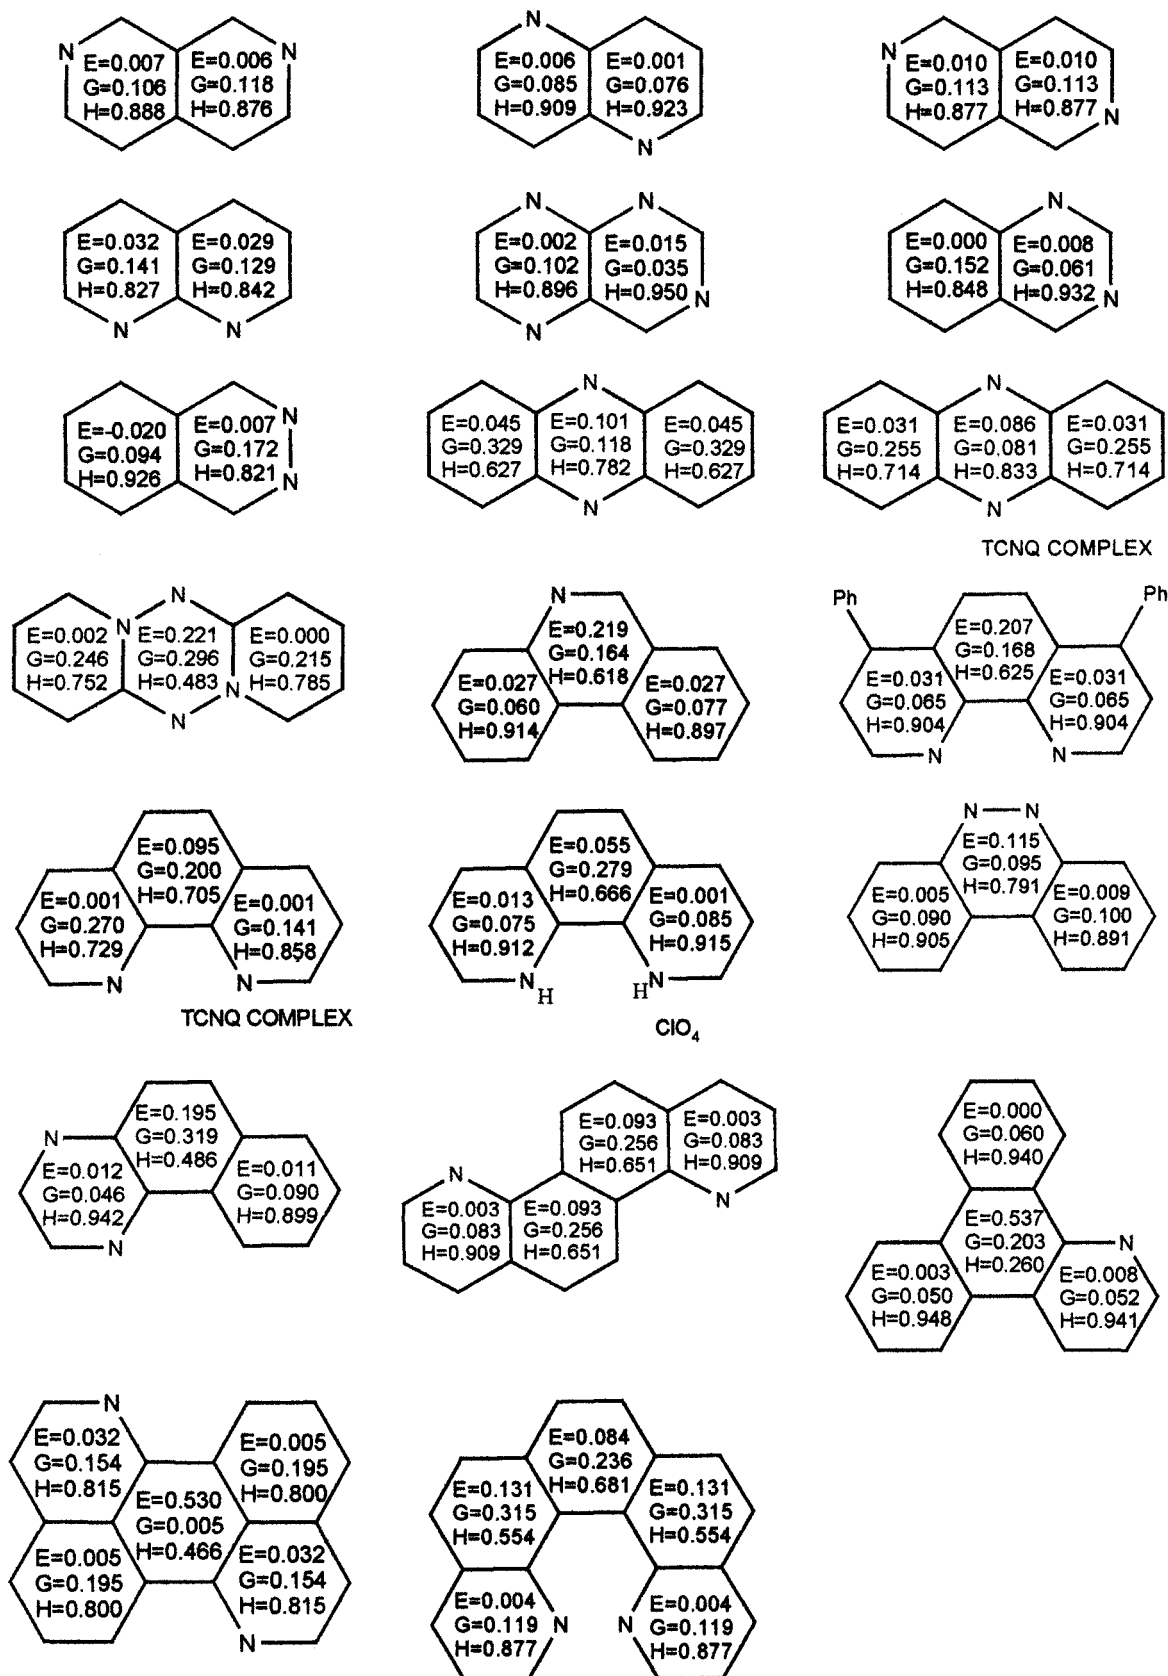 N
E=0.007
G=0.106
H=0.888
E=0.006
G=0.118
H=0.876
N
N
E=0.006
G=0.085
H=0.909
E=0.001
G=0.076
H=0.923
N
N
E=0.010
G=0.113
H=0.877
E=0.010
G=0.113
H=0.877
N
E=0.032
G=0.141
H=0.827
E=0.029
G=0.129
H=0.842
N
N
N
N
E=0.002
G=0.102
H=0.896
E=0.015
G=0.035
H=0.950
N
N
N
E=0.000
G=0.152
H=0.848
E=0.008
G=0.061
H=0.932
N
E=-0.020
G=0.094
H=0.926
E=0.007
G=0.172
H=0.821
N
N
N
E=0.045
G=0.329
H=0.627
E=0.101
G=0.118
H=0.782
E=0.045
G=0.329
H=0.627
N
N
E=0.031
G=0.255
H=0.714
E=0.086
G=0.081
H=0.833
E=0.031
G=0.255
H=0.714
N
TCNQ COMPLEX
N
N
E=0.002
G=0.246
H=0.752
E=0.221
G=0.296
H=0.483
E=0.000
G=0.215
H=0.785
N
N
N
E=0.219
G=0.164
H=0.618
E=0.027
G=0.060
H=0.914
E=0.027
G=0.077
H=0.897
Ph
Ph
E=0.207
G=0.168
H=0.625
E=0.031
G=0.065
H=0.904
E=0.031
G=0.065
H=0.904
N
N
E=0.095
G=0.200
H=0.705
E=0.001
G=0.270
H=0.729
E=0.001
G=0.141
H=0.858
N
N
TCNQ COMPLEX
E=0.055
G=0.279
H=0.666
E=0.013
G=0.075
H=0.912
E=0.001
G=0.085
H=0.915
N
H
N
H
ClO4
N
N
E=0.115
G=0.095
H=0.791
E=0.005
G=0.090
H=0.905
E=0.009
G=0.100
H=0.891
E=0.195
G=0.319
H=0.486
N
E=0.012
G=0.046
H=0.942
E=0.011
G=0.090
H=0.899
N
E=0.093
G=0.256
H=0.651
E=0.003
G=0.083
H=0.909
N
N
E=0.003
G=0.083
H=0.909
E=0.093
G=0.256
H=0.651
E=0.000
G=0.060
H=0.940
E=0.537
G=0.203
H=0.260
N
E=0.003
G=0.050
H=0.948
E=0.008
G=0.052
H=0.941
N
E=0.032
G=0.154
H=0.815
E=0.005
G=0.195
H=0.800
E=0.530
G=0.005
H=0.466
E=0.005
G=0.195
H=0.800
E=0.032
G=0.154
H=0.815
N
E=0.084
G=0.236
H=0.681
E=0.131
G=0.315
H=0.554
E=0.131
G=0.315
H=0.554
E=0.004
G=0.119
H=0.877
N
N
E=0.004
G=0.119
H=0.877